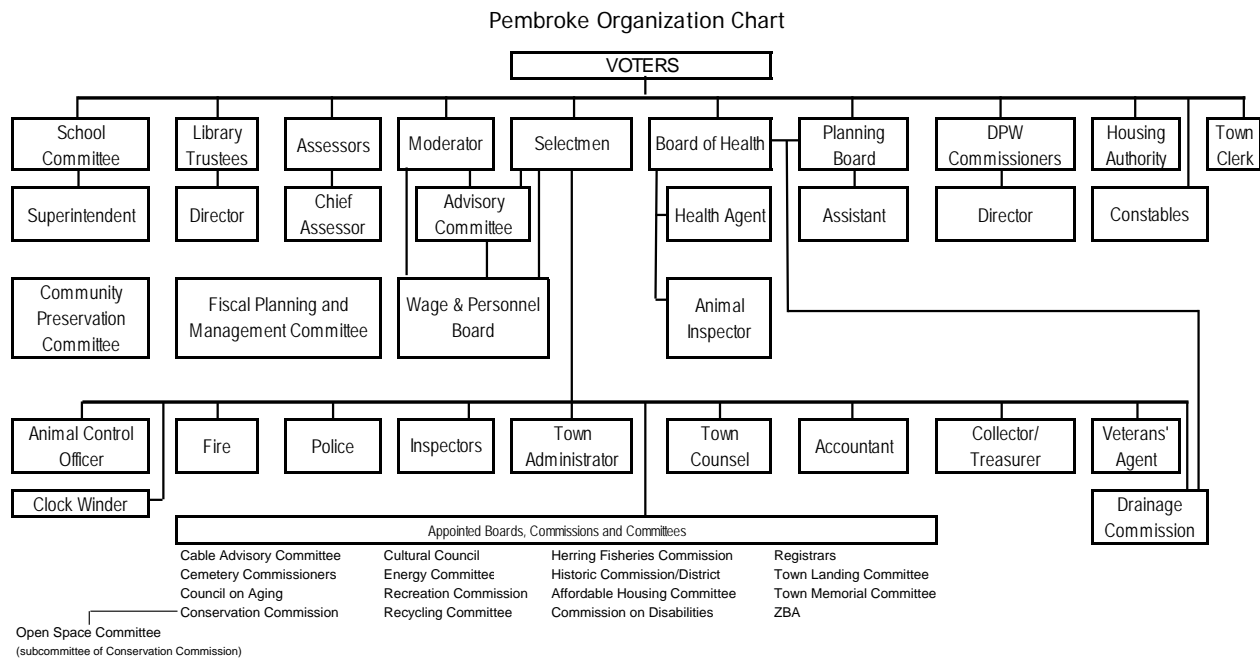 Pembroke Organization Chart
VOTERS
School
Committee
Library
Trustees
Assessors
Moderator
Selectmen
Board of Health
Planning
Board
DPW
Commissioners
Housing
Authority
Town
Clerk
Superintendent
Director
Chief
Assessor
Advisory
Committee
Health Agent
Assistant
Director
Constables
Community
Preservation
Committee
Fiscal Planning and
Management Committee
Wage & Personnel
Board
Animal
Inspector
Animal Control
Officer
Fire
Police
Inspectors
Town
Administrator
Town
Counsel
Accountant
Collector/
Treasurer
Veterans'
Agent
Clock Winder
Drainage
Commission
Appointed Boards, Commissions and Committees
Cable Advisory Committee
Cemetery Commissioners
Council on Aging
Conservation Commission
Cultural Council
Energy Committee
Recreation Commission
Recycling Committee
Herring Fisheries Commission
Historic Commission/District
Affordable Housing Committee
Commission on Disabilities
Registrars
Town Landing Committee
Town Memorial Committee
ZBA
Open Space Committee
(subcommittee of Conservation Commission)